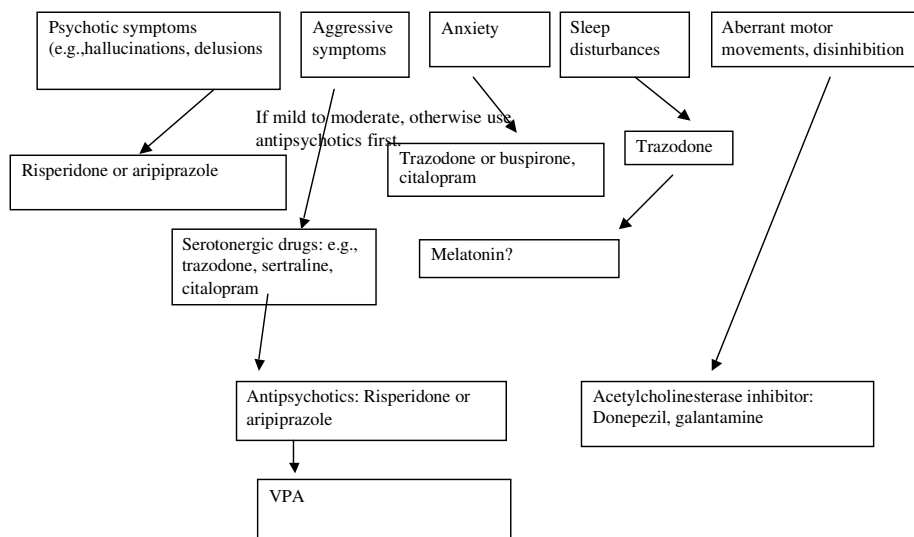 Psychotic symptoms
(e.g.,hallucinations, delusions
Aggressive
symptoms
Anxiety
Sleep
disturbances
Aberrant motor
movements, disinhibition
If mild to moderate, otherwise use
antipsychotics first.
Risperidone or aripiprazole
Trazodone or buspirone,
citalopram
Trazodone
Serotonergic drugs: e.g.,
trazodone, sertraline,
citalopram
Melatonin?
Antipsychotics: Risperidone or
aripiprazole
Acetylcholinesterase inhibitor:
Donepezil, galantamine
VPA